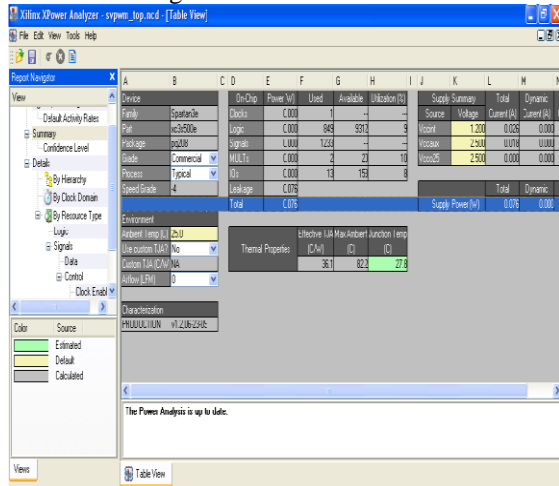 Xilinx XPower Analyzer - svpwm_top.ncd - [Table View]
File Edit View Tools Help
Report Navigator X
View
Default Activity Rates
Summary
Confidence Level
Details
By Hierarchy
By Clock Domain
By Resource Type
Logic
Signals
Data
Control
Clock Enabl
Color Source
Estimated
Default
Calculated
Views
A B C D E F G H I J K L M
Device On-Chip Power (W) Used Available Utilization (%) Supply Summary Total Dynamic
Family Spartan3e Clocks 0.000 1 --- --- Source Voltage Current (A) Current (A)
Part xc3s500e Logic 0.000 849 9312 9 Vccint 1.200 0.026 0.000
Package pq208 Signals 0.000 1233 --- --- Vccaux 2.500 0.018 0.000
Grade Commercial MULTs 0.000 2 20 10 Vcco25 2.500 0.000 0.000
Process Typical IOs 0.000 13 158 8
Speed Grade -4 Leakage 0.076 Total Dynamic
Total 0.076 Supply Power (W) 0.076 0.000
Environment
Ambient Temp (C) 25.0 Effective TJA Max Ambient Junction Temp
Use custom TJA? No Thermal Properties (C/W) (C) (C)
Custom TJA (C/W) NA 36.1 82.2 27.8
Airflow (LFM) 0
Characterization
PRODUCTION v1.2,06-23-05
The Power Analysis is up to date.
Table View